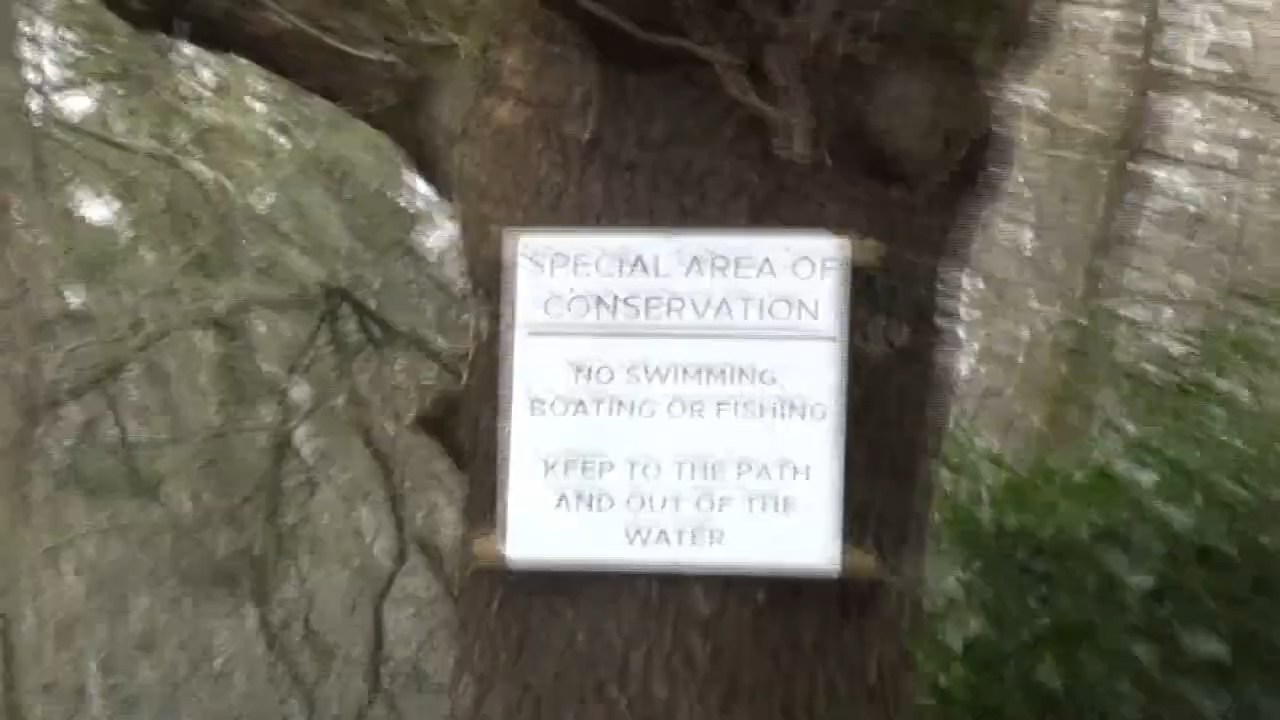 SPECIAL AREA OF
CONSERVATION
NO SWIMMING,
BOATING OR FISHING
KEEP TO THE PATH
AND OUT OF THE
WATER